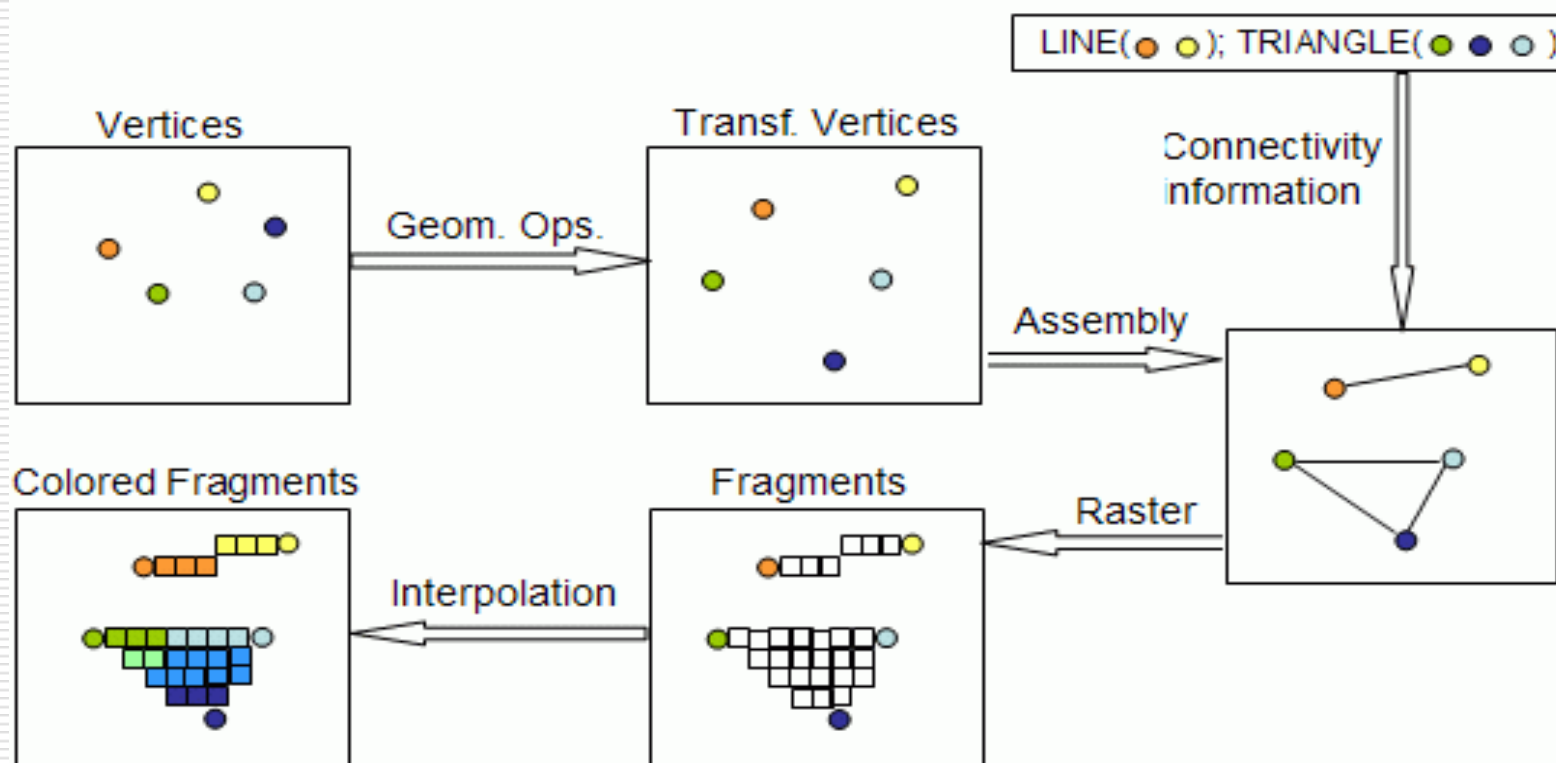 LINE( ); TRIANGLE( )
Vertices
Transf. Vertices
Connectivity
information
Geom. Ops.
Assembly
Colored Fragments
Fragments
Raster
Interpolation